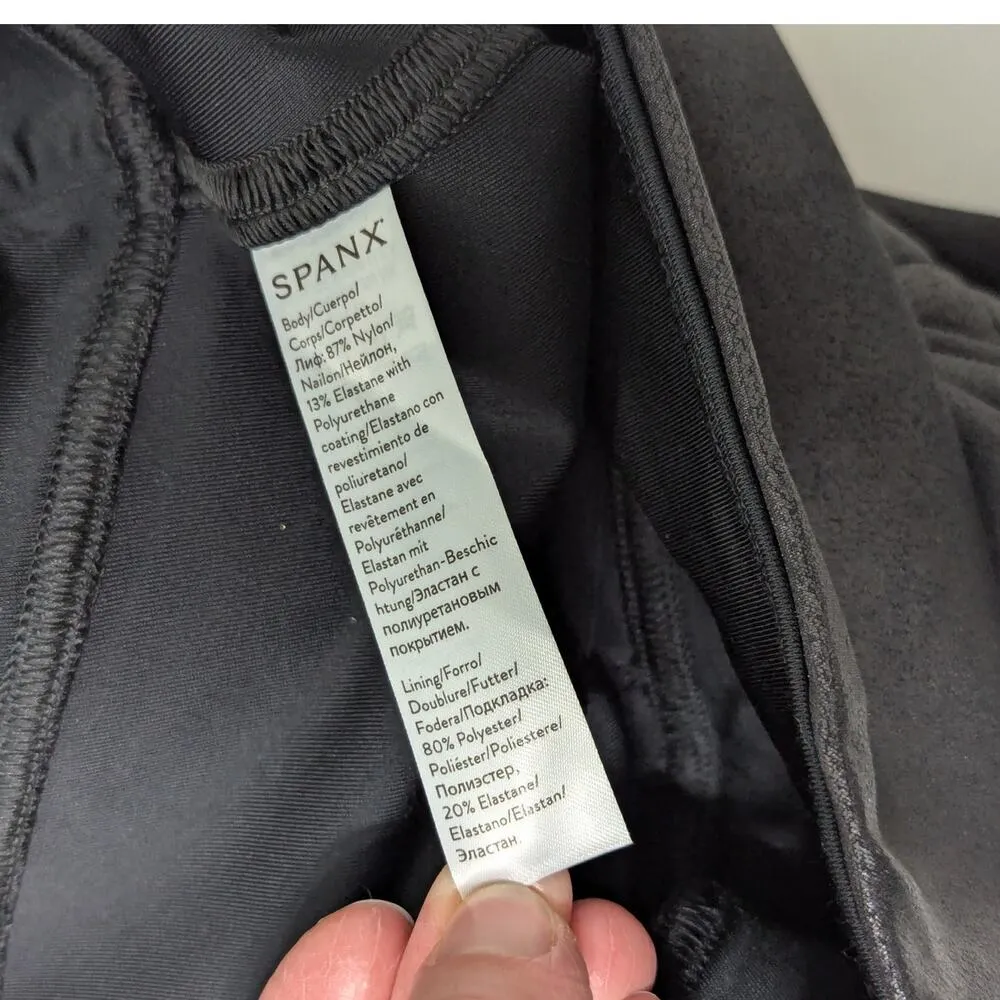 SPANX
Body/Cuerpo/
Corps/Corpetto/
Лиф: 87% Nylon/
Nailon/Нейлон,
13% Elastane with
Polyurethane
coating/Elastano con
revestimiento de
poliuretano/
Elastane avec
revêtement en
Polyuréthanne/
Elastan mit
Polyurethan-Beschic
htung/Эластан с
полиуретановым
покрытием.
Lining/Forro/
Doublure/Futter/
Fodera/Подкладка:
80% Polyester/
Poliéster/Poliestere/
Полиэстер,
20% Elastane/
Elastano/Elastan/
Эластан.